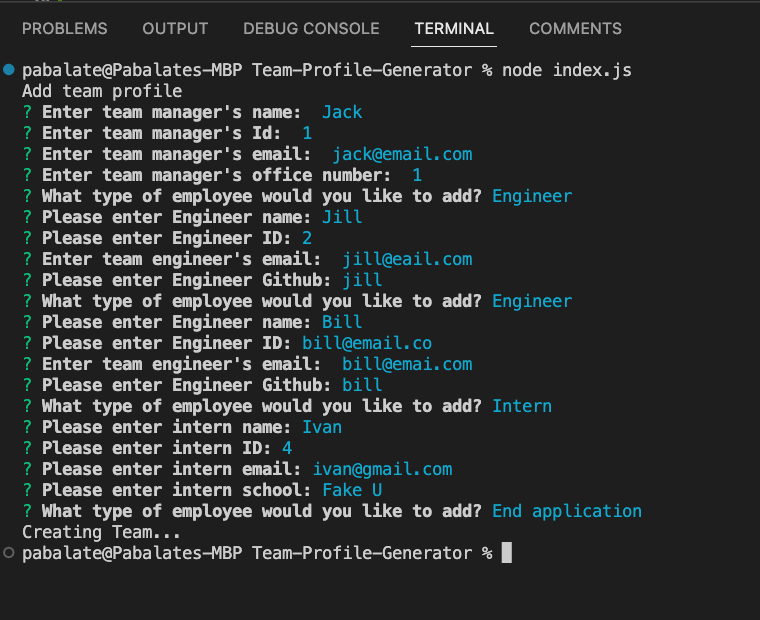 PROBLEMS OUTPUT DEBUG CONSOLE TERMINAL COMMENTS
pabalate@Pabalates-MBP Team-Profile-Generator % node index.js
Add team profile
? Enter team manager's name:  Jack
? Enter team manager's Id:  1
? Enter team manager's email:  jack@email.com
? Enter team manager's office number:  1
? What type of employee would you like to add? Engineer
? Please enter Engineer name: Jill
? Please enter Engineer ID: 2
? Enter team engineer's email:  jill@eail.com
? Please enter Engineer Github: jill
? What type of employee would you like to add? Engineer
? Please enter Engineer name: Bill
? Please enter Engineer ID: bill@email.co
? Enter team engineer's email:  bill@emai.com
? Please enter Engineer Github: bill
? What type of employee would you like to add? Intern
? Please enter intern name: Ivan
? Please enter intern ID: 4
? Please enter intern email: ivan@gmail.com
? Please enter intern school: Fake U
? What type of employee would you like to add? End application
Creating Team...
pabalate@Pabalates-MBP Team-Profile-Generator %